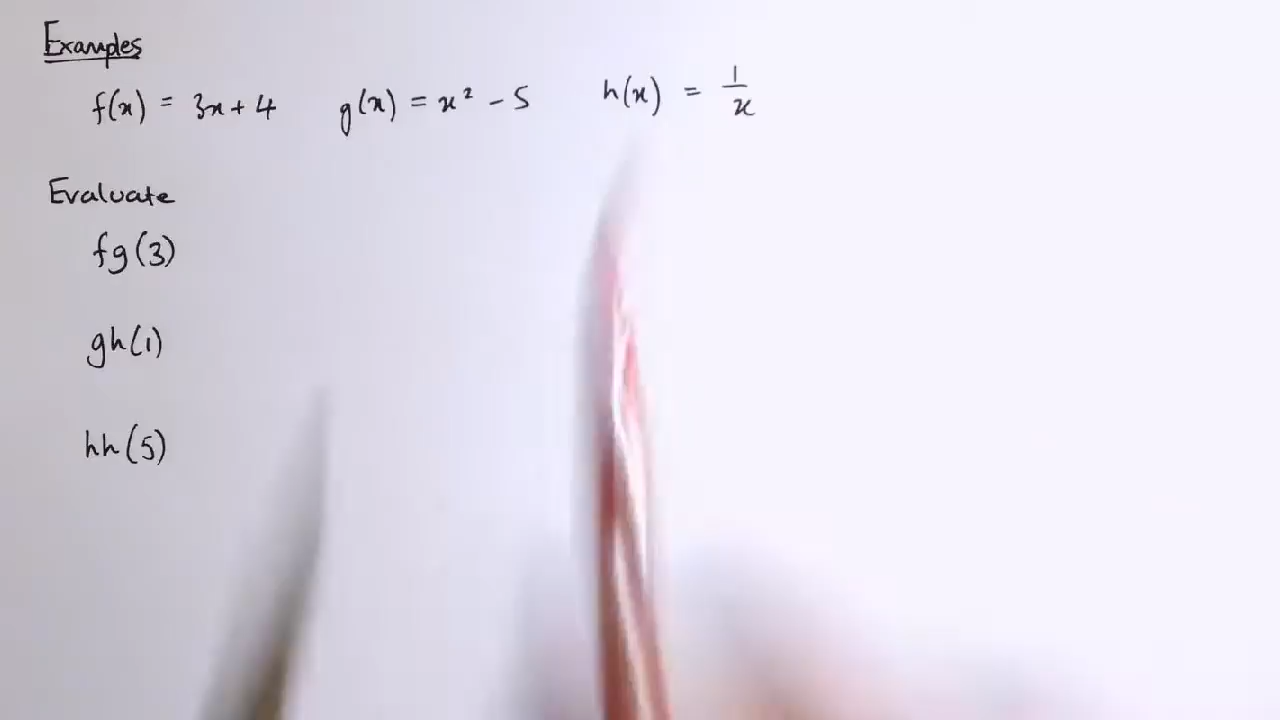 Examples
f(x) = 3x + 4 g(x) = x² - 5 h(x) = 1/x
Evaluate
fg(3)
gh(1)
hh(5)